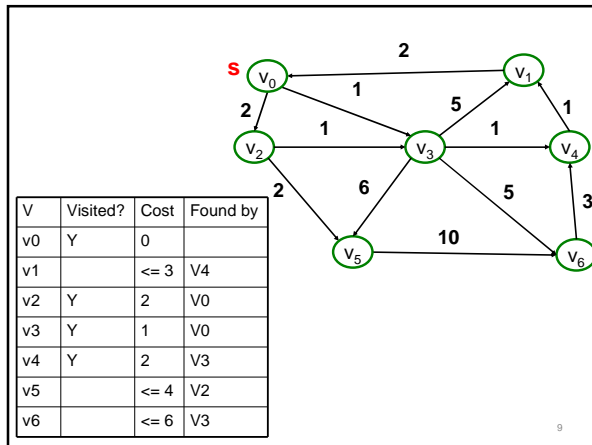 2
s
v0
v1
1
2
5
1
1
1
v2
v3
v4
2
6
5
3
10
v5
v6
V Visited? Cost Found by
v0 Y 0
v1 <= 3 V4
v2 Y 2 V0
v3 Y 1 V0
v4 Y 2 V3
v5 <= 4 V2
v6 <= 6 V3
9